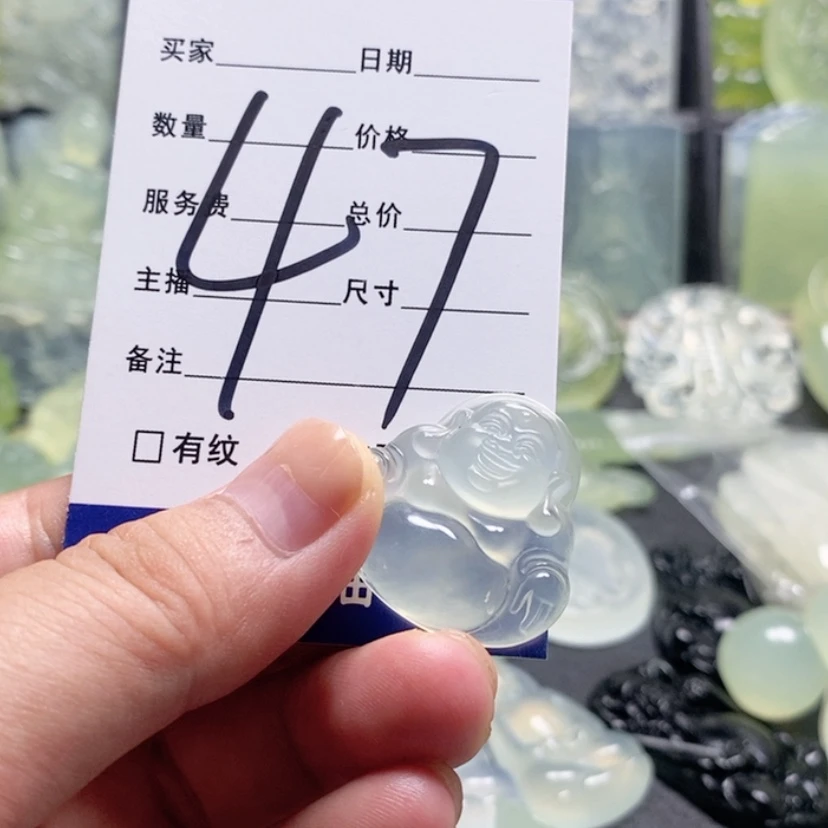 买家 日期
数量 价格
服务费 总价
主播 尺寸
备注
47
□有纹